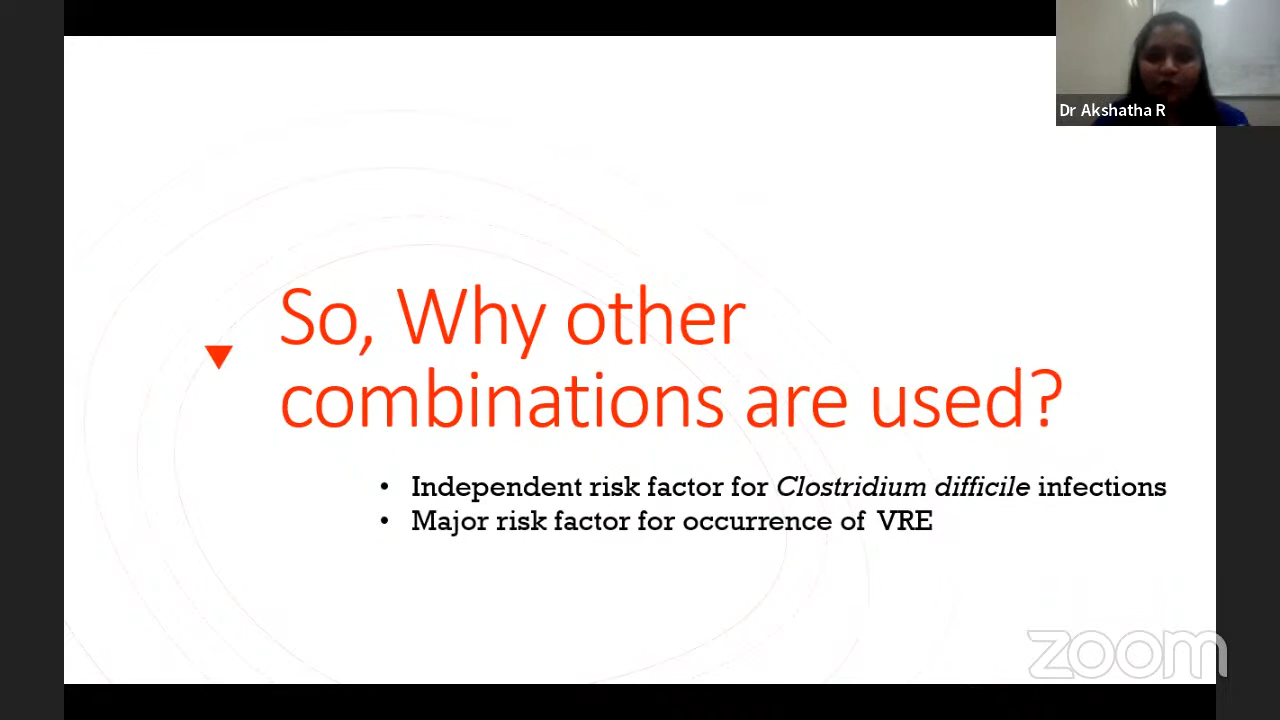 Dr Akshatha R
So, Why other
combinations are used?
• Independent risk factor for Clostridium difficile infections
• Major risk factor for occurrence of VRE
zoom